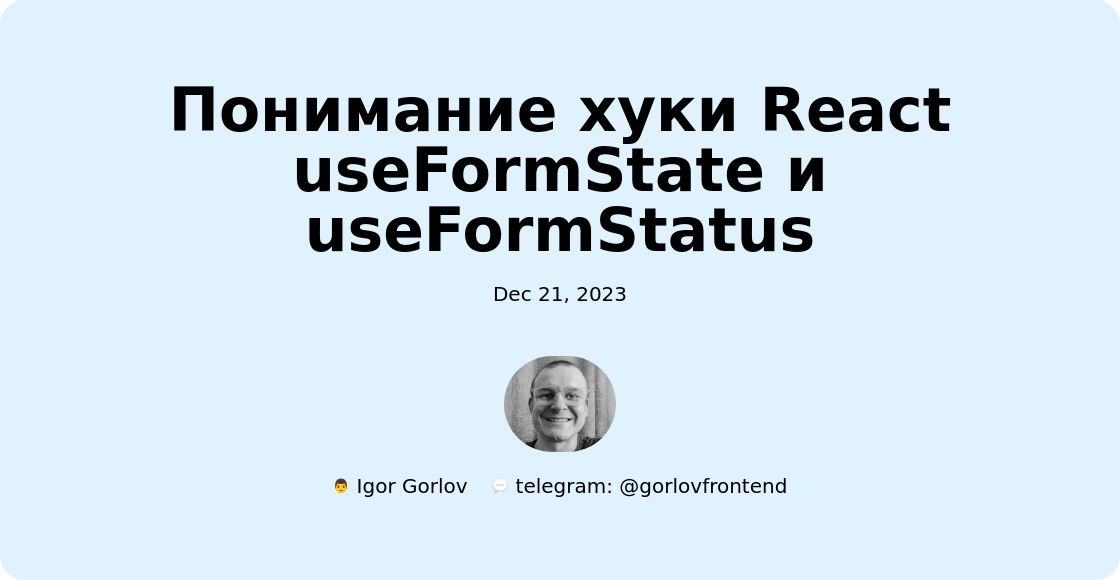 Понимание хуки React
useFormState и
useFormStatus
Dec 21, 2023
Igor Gorlov telegram: @gorlovfrontend